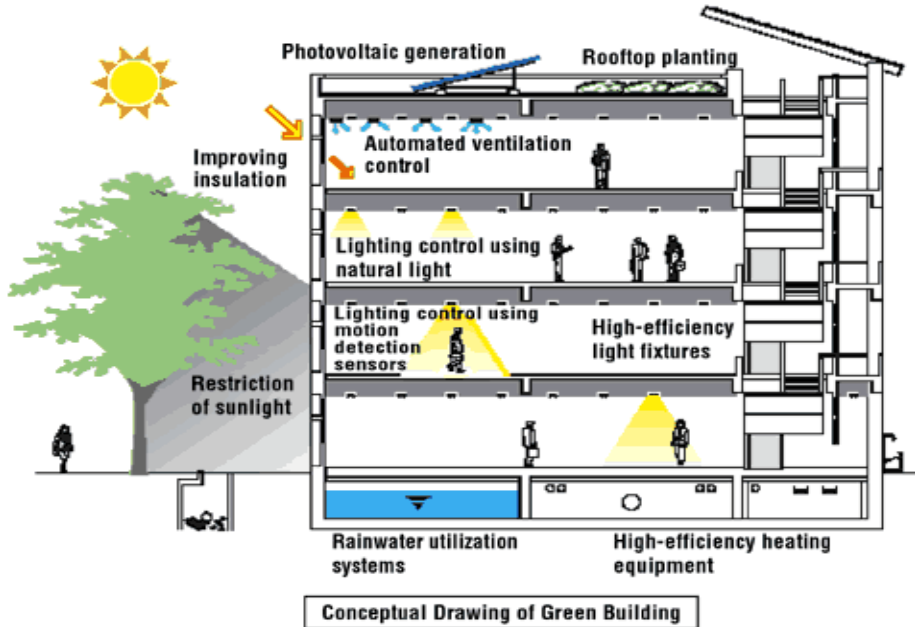 Photovoltaic generation
Rooftop planting
Improving
insulation
Automated ventilation
control
Lighting control using
natural light
Lighting control using
motion
detection
sensors
High-efficiency
light fixtures
Restriction
of sunlight
Rainwater utilization
systems
High-efficiency heating
equipment
Conceptual Drawing of Green Building